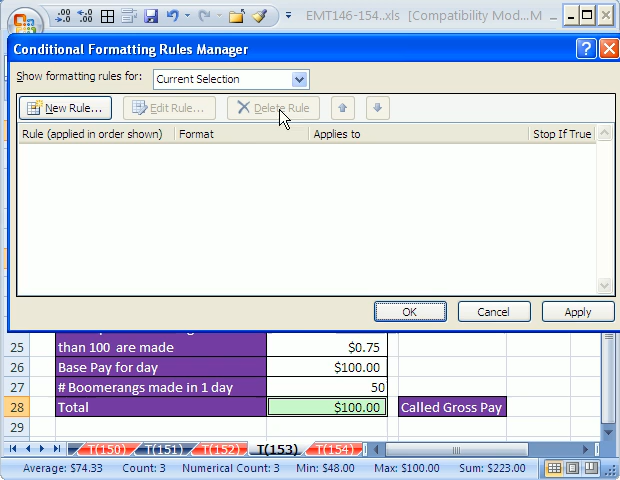 EMT146-154..xls [Compatibility Mod...M
Conditional Formatting Rules Manager
Show formatting rules for: Current Selection
New Rule... Edit Rule... Delete Rule
Rule (applied in order shown) Format Applies to Stop If True
OK Cancel Apply
25 than 100 are made $0.75
26 Base Pay for day $100.00
27 # Boomerangs made in 1 day 50
28 Total $100.00 Called Gross Pay
29
T(150) T(151) T(152) T(153) T(154)
Average: $74.33 Count: 3 Numerical Count: 3 Min: $48.00 Max: $100.00 Sum: $223.00